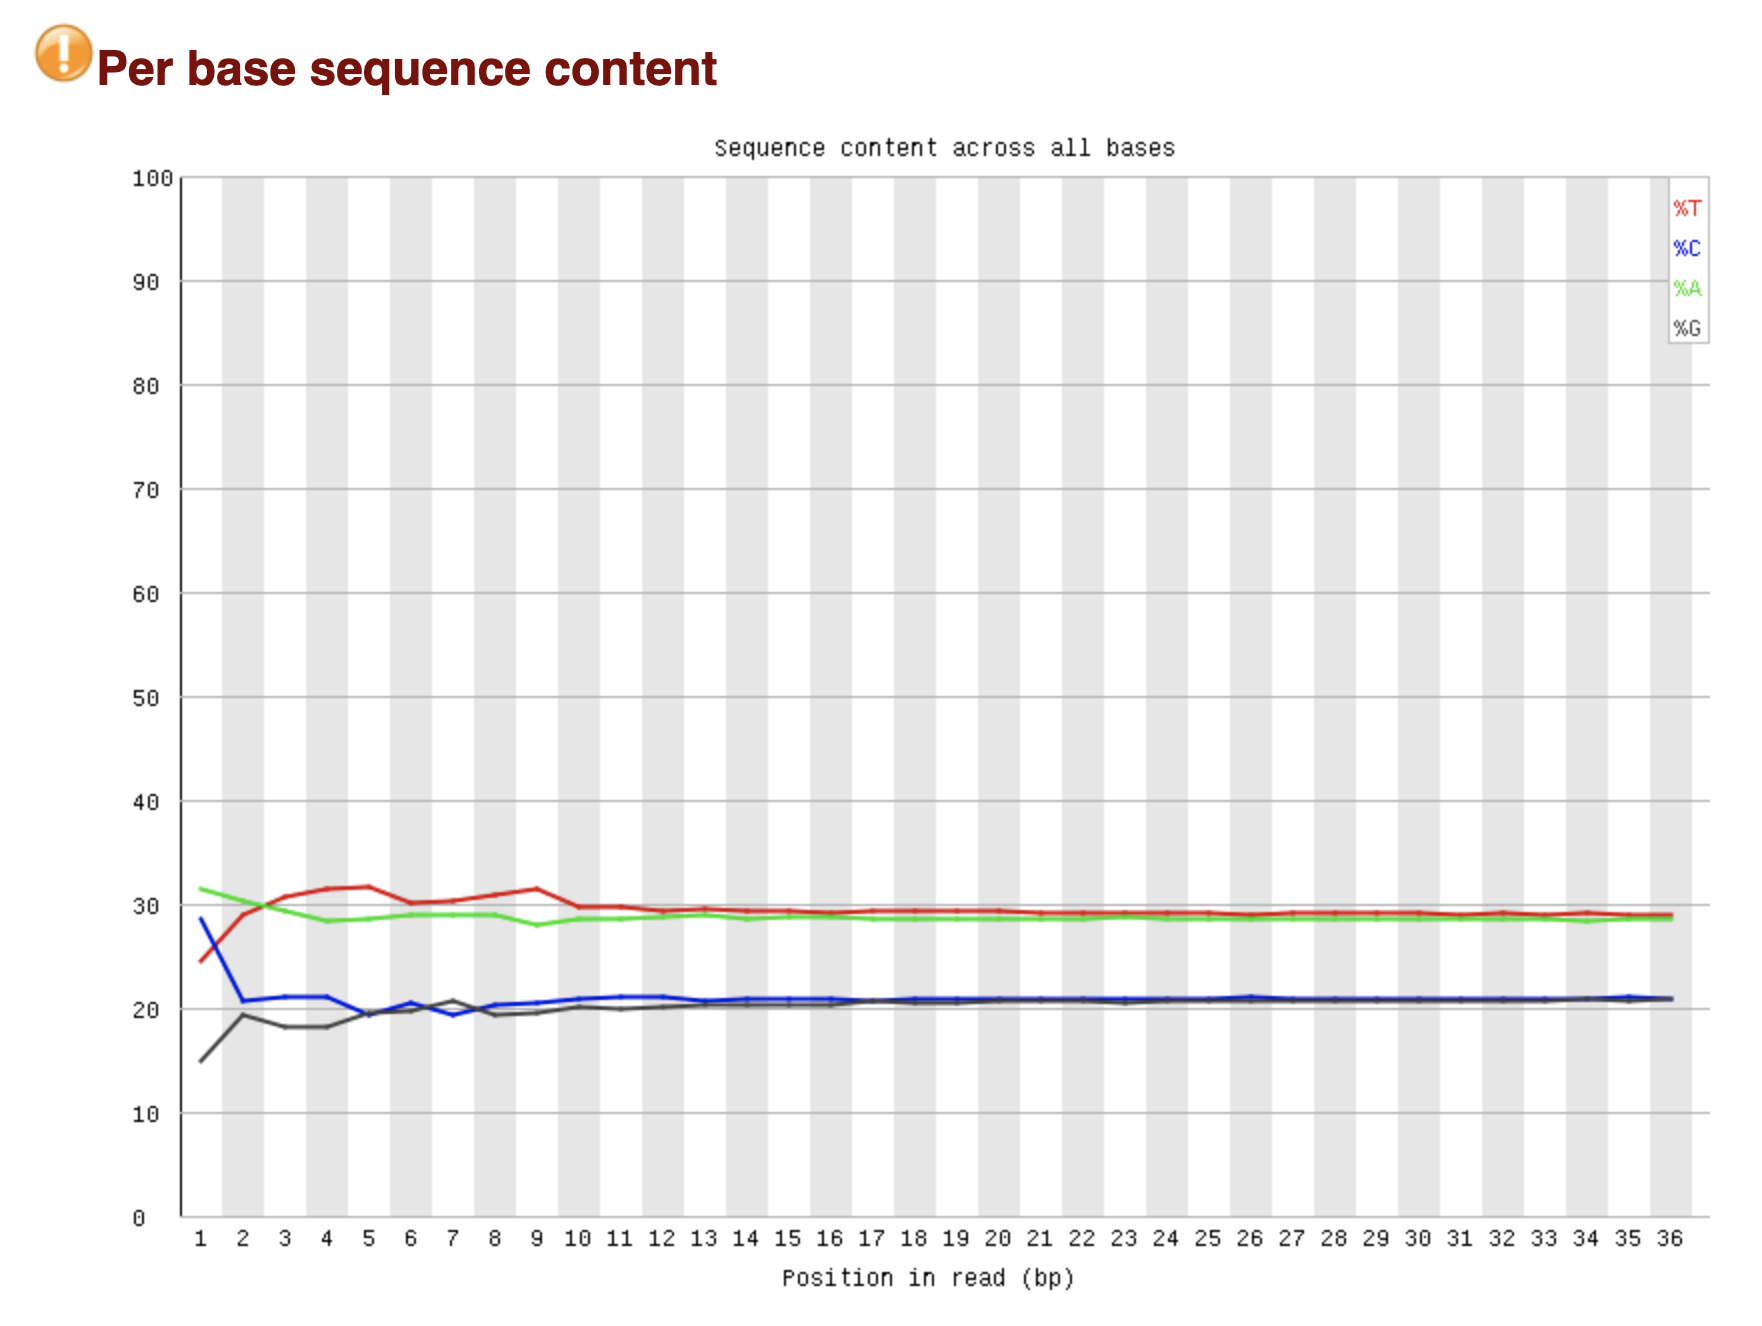 Per base sequence content
Sequence content across all bases
100
90
80
70
60
50
40
30
20
10
0
%T
%C
%A
%G
1 2 3 4 5 6 7 8 9 10 11 12 13 14 15 16 17 18 19 20 21 22 23 24 25 26 27 28 29 30 31 32 33 34 35 36
Position in read (bp)